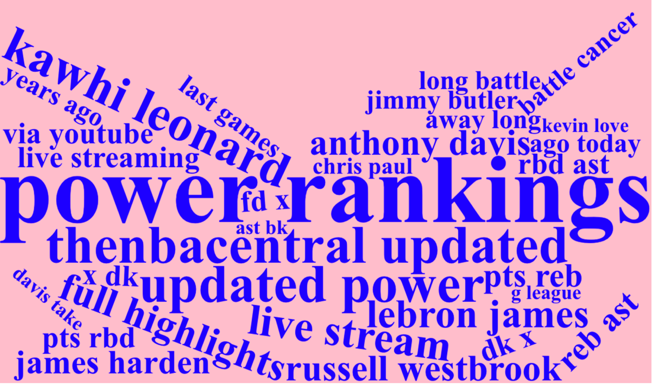 kawhi leonard
years ago
last games
battle cancer
long battle
jimmy butler
away long
kevin love
via youtube
live streaming
anthony davis
ago today
chris paul
rbd ast
power rankings
fd x
ast bk
thenbacentral updated
davis take
x dk
updated power
pts reb
g league
full highlights
live stream
lebron james
reb ast
pts rbd
dk x
james harden
russell westbrook